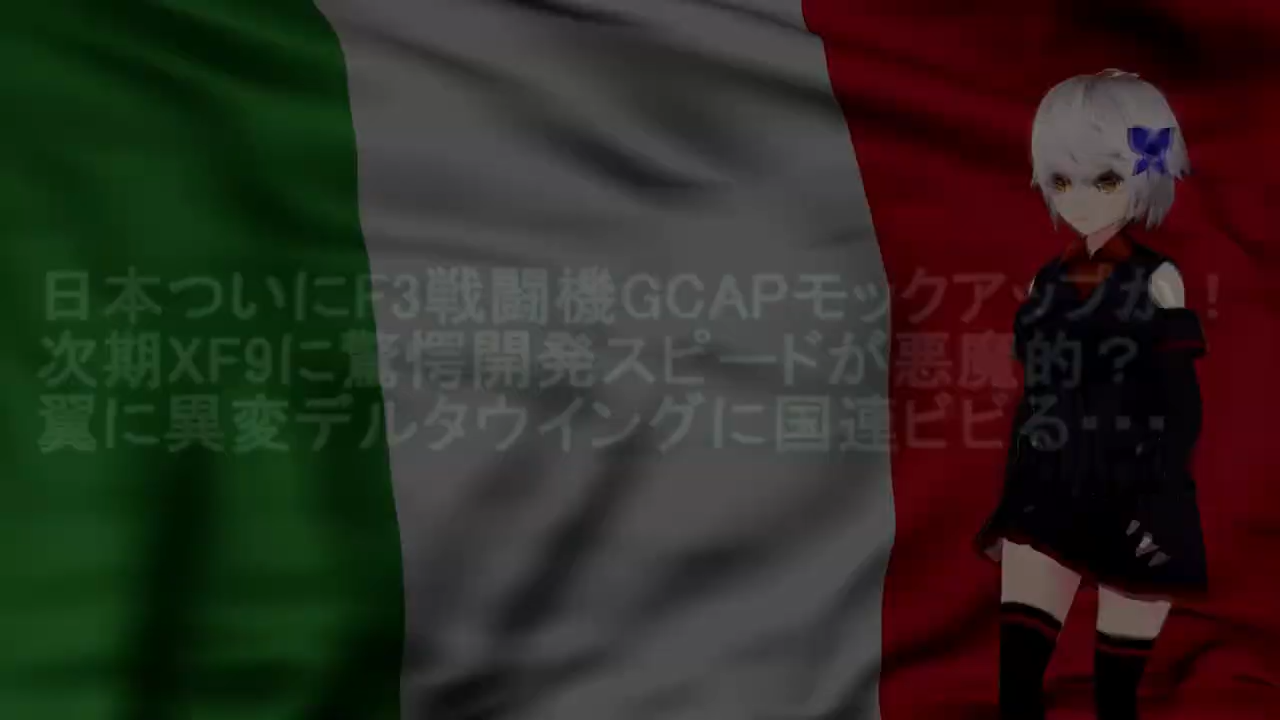 日本ついにF3戦闘機GCAPモックアップか！
次期XF9に驚愕開発スピードが悪魔的？
翼に異変デルタウイングに国連ビビる・・・